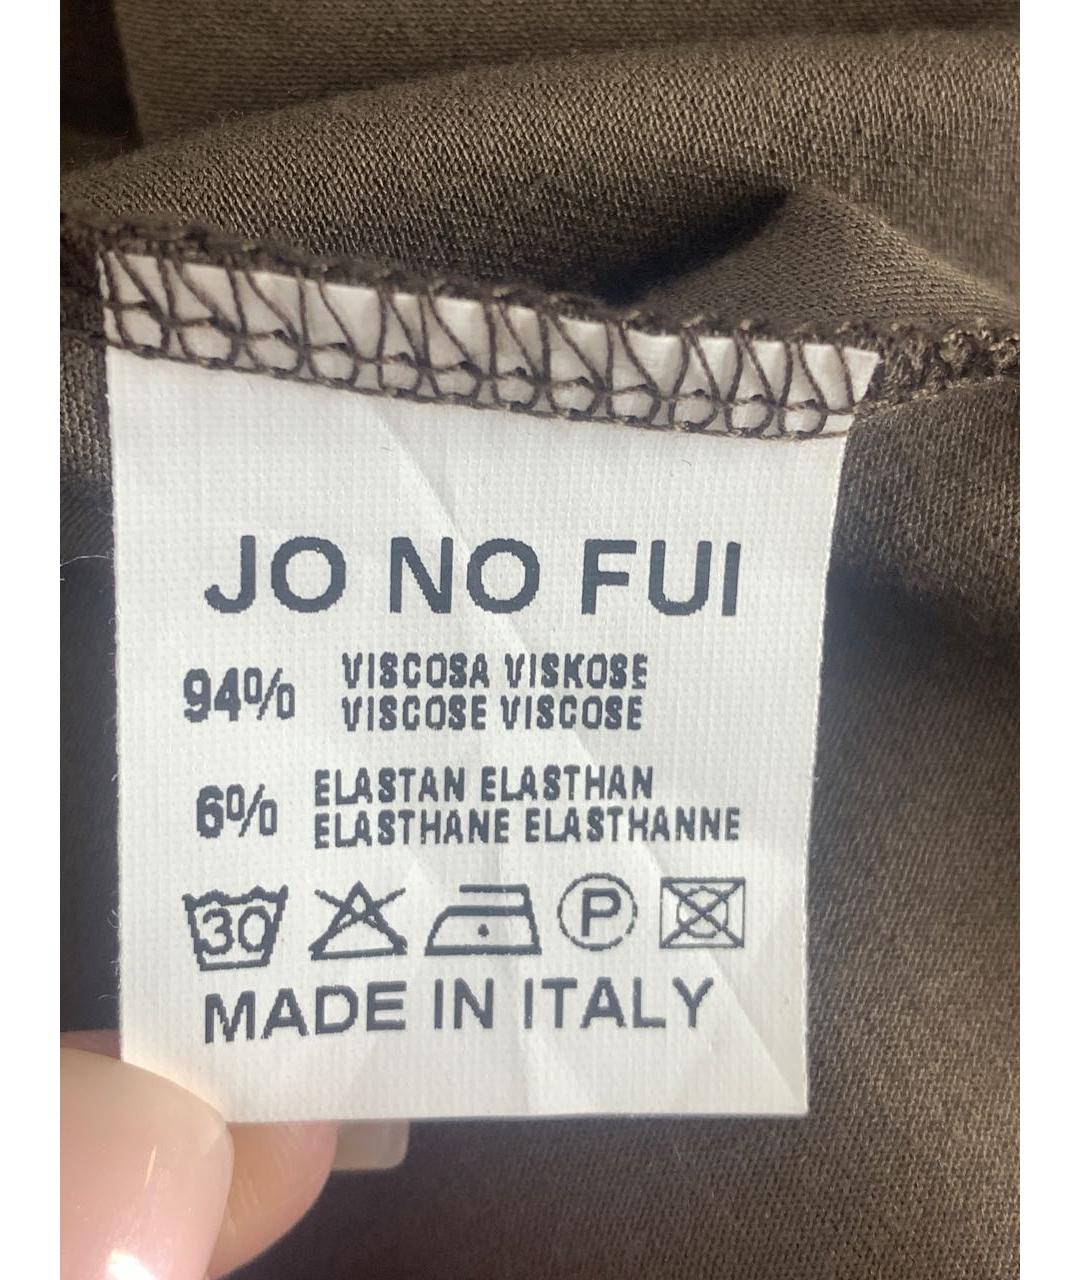 JO NO FUI
94% VISCOSA VISKOSE
VISCOSE VISCOSE
6% ELASTAN ELASTHAN
ELASTHANE ELASTHANNE
30 P
MADE IN ITALY